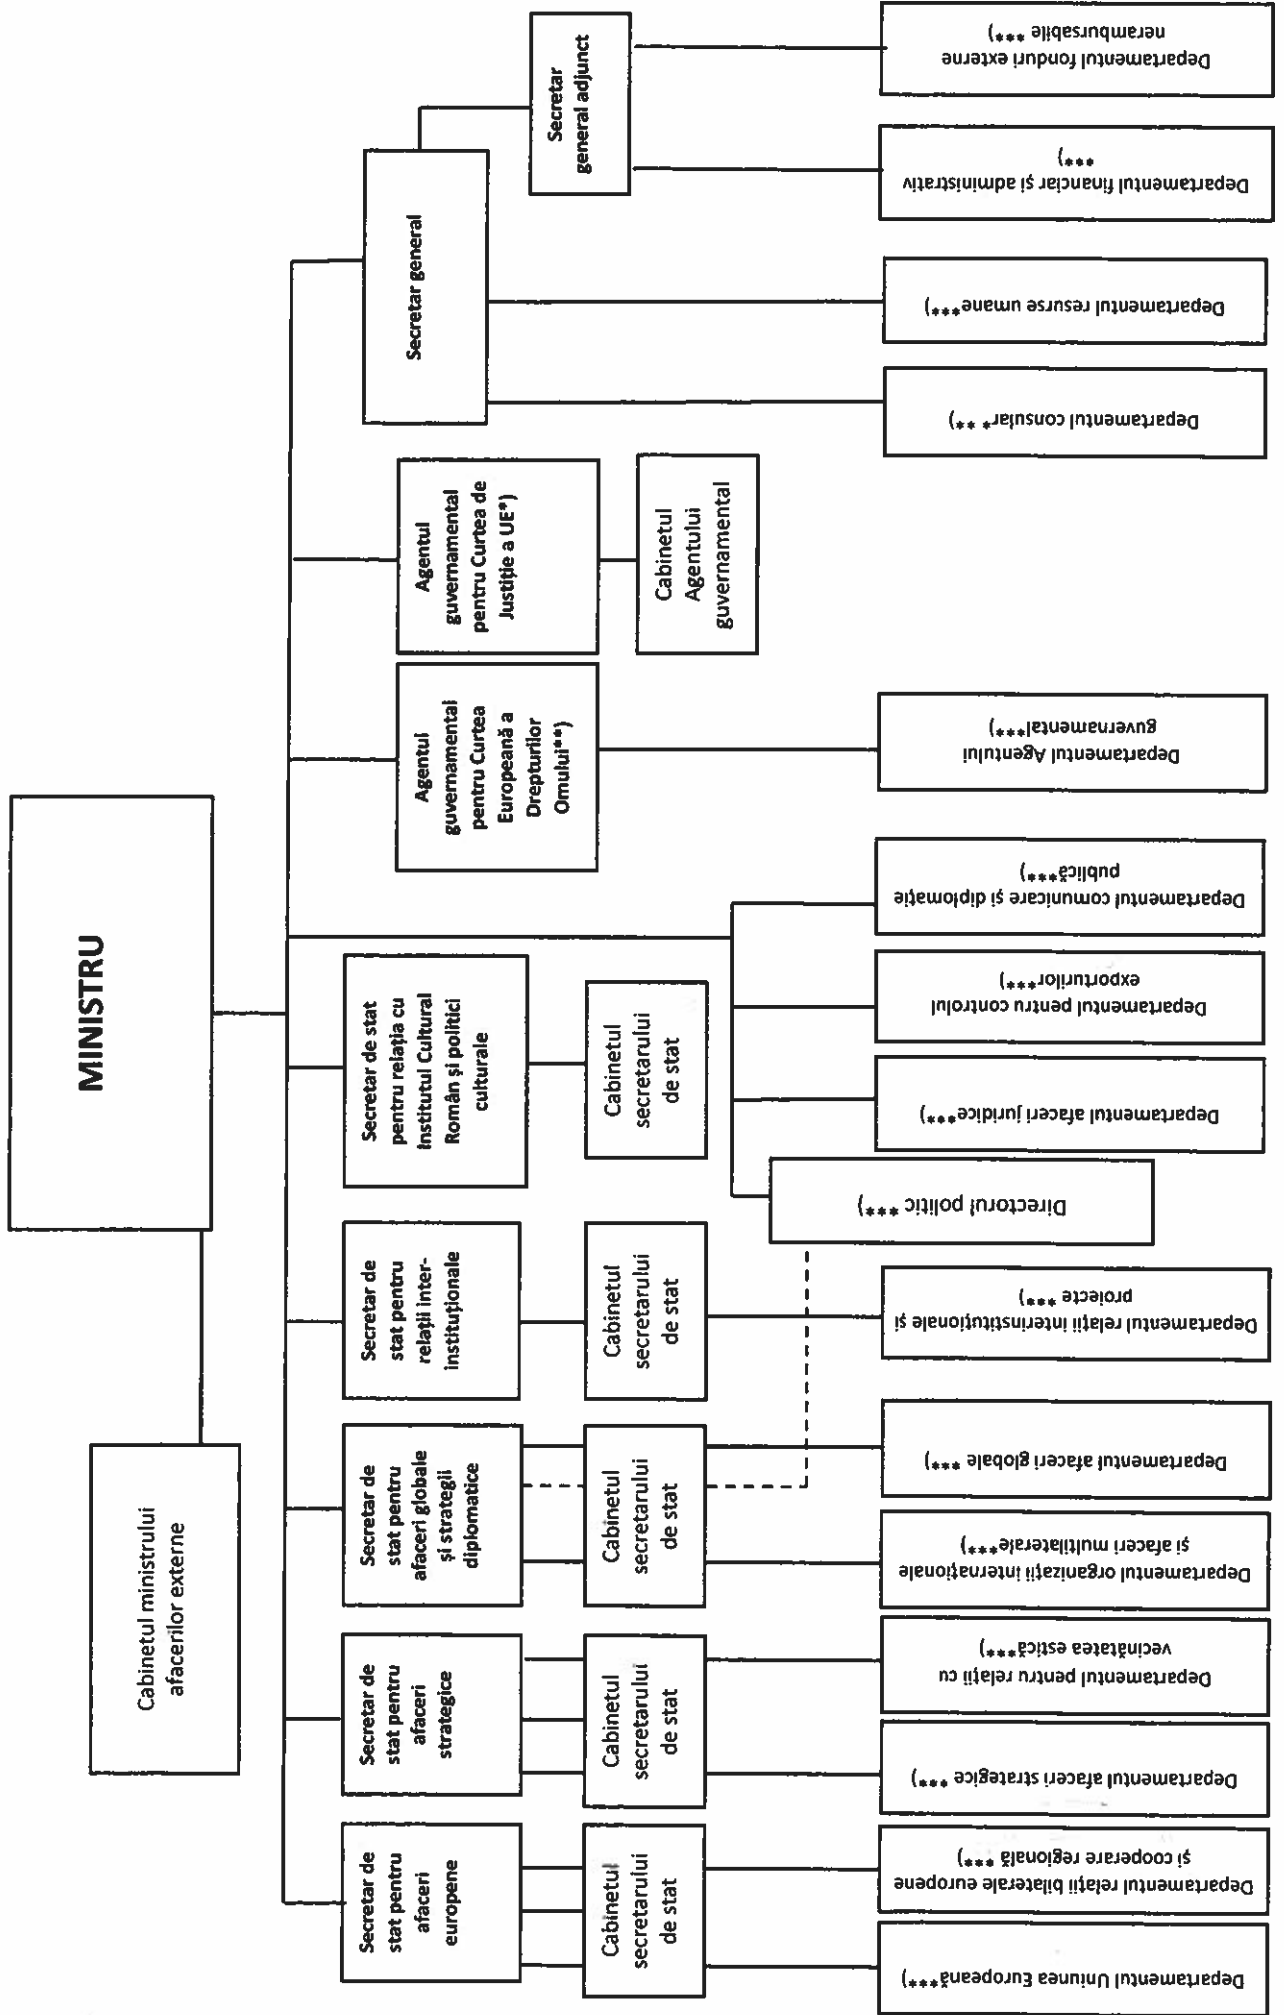 MINISTRU
Cabinetul ministrului
afacerilor externe
Secretar de
stat pentru
afaceri
europene
Secretar de
stat pentru
afaceri
strategice
Secretar de
stat pentru
afaceri globale
și strategii
diplomatice
Secretar de
stat pentru
relații inter-
instituționale
Secretar de stat
pentru relația cu
Institutul Cultural
Român și politici
culturale
Agentul
guvernamental
pentru Curtea
Europeană a
Drepturilor
Omului**)
Agentul
guvernamental
pentru Curtea de
Justiție a UE*)
Secretar general
Secretar
general adjunct
Cabinetul
secretarului
de stat
Cabinetul
secretarului
de stat
Cabinetul
secretarului
de stat
Cabinetul
secretarului
de stat
Cabinetul
secretarului
de stat
Cabinetul
Agentului
guvernamental
Directorul politic ***)
Departamentul Uniunea Europeană***)
Departamentul relații bilaterale europene
și cooperare regională ***)
Departamentul afaceri strategice ***)
Departamentul pentru relații cu
vecinătatea estică***)
Departamentul organizații internaționale
și afaceri multilaterale***)
Departamentul afaceri globale ***)
Departamentul relații interinstituționale și
proiecte ***)
Departamentul afaceri juridice***)
Departamentul pentru controlul
exporturilor***)
Departamentul comunicare și diplomație
publică***)
Departamentul Agentului
guvernamental***)
Departamentul consular* **)
Departamentul resurse umane***)
Departamentul financiar și administrativ
***)
Departamentul fonduri externe
nerambursabile ***)